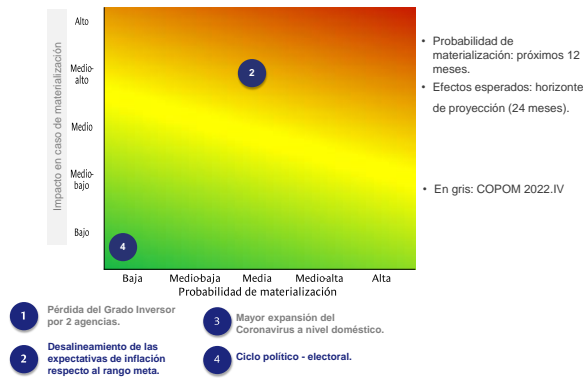 Impacto en caso de materialización
Alto
Medio-
alto
Medio
Medio-
bajo
Bajo
2
4
Baja Medio-baja Media Medio-alta Alta
Probabilidad de materialización
• Probabilidad de
materialización: próximos 12
meses.
• Efectos esperados: horizonte
de proyección (24 meses).
• En gris: COPOM 2022.IV
1 Pérdida del Grado Inversor
por 2 agencias.
2 Desalineamiento de las
expectativas de inflación
respecto al rango meta.
3 Mayor expansión del
Coronavirus a nivel doméstico.
4 Ciclo político - electoral.